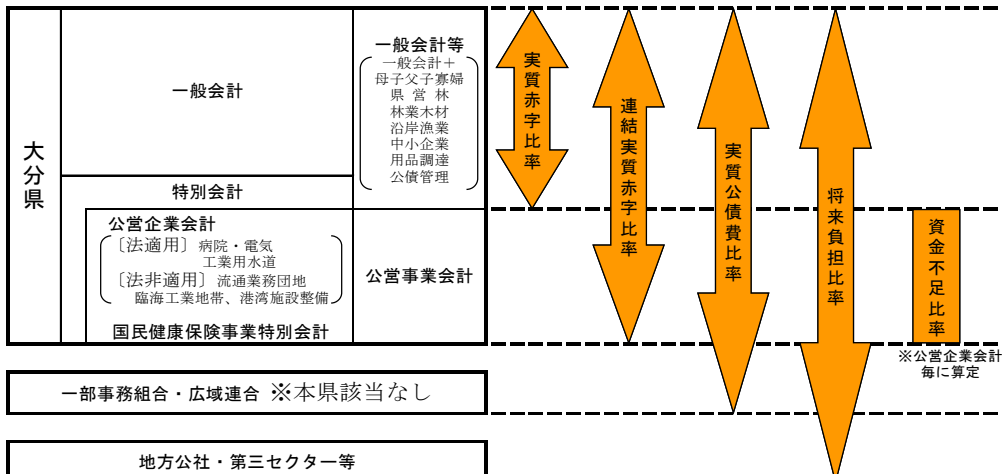 大分県
一般会計
一般会計等
一般会計＋
母子父子寡婦
県営林
林業木材
沿岸漁業
中小企業
用品調達
公債管理
特別会計
公営企業会計
〔法適用〕病院・電気
工業用水道
〔法非適用〕流通業務団地
臨海工業地帯、港湾施設整備
国民健康保険事業特別会計
公営事業会計
実質赤字比率
連結実質赤字比率
実質公債費比率
将来負担比率
資金不足比率
※公営企業会計
毎に算定
一部事務組合・広域連合 ※本県該当なし
地方公社・第三セクター等